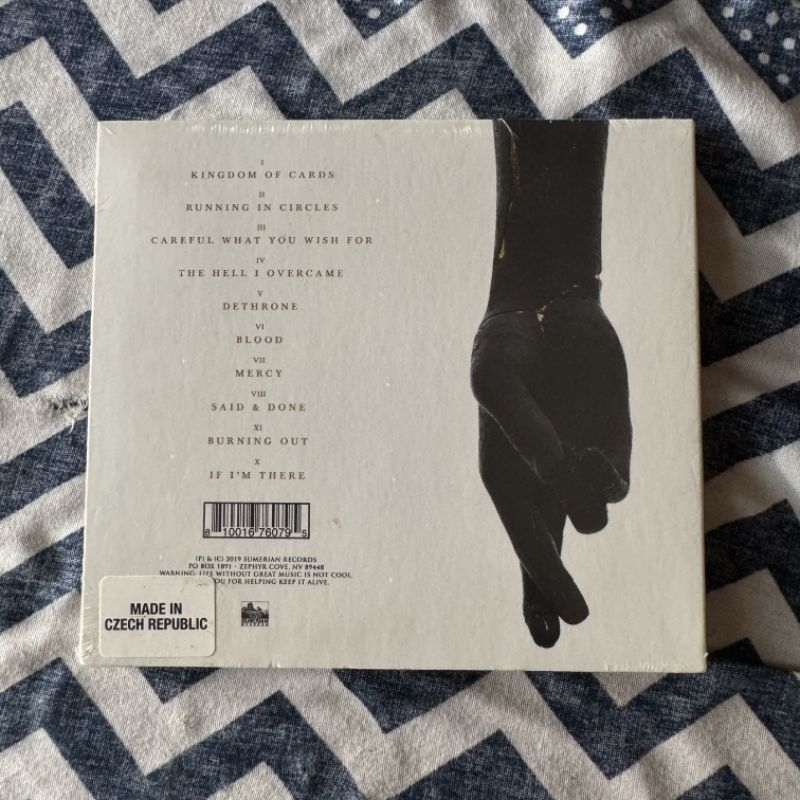 I
KINGDOM OF CARDS
II
RUNNING IN CIRCLES
III
CAREFUL WHAT YOU WISH FOR
IV
THE HELL I OVERCAME
V
DETHRONE
VI
BLOOD
VII
MERCY
VIII
SAID & DONE
XI
BURNING OUT
X
IF I'M THERE
8 10016 76079 5
(P) & (C) 2019 SUMERIAN RECORDS
PO BOX 1891 - ZEPHYR COVE, NV 89448
WARNING: LIFE WITHOUT GREAT MUSIC IS NOT COOL.
YOU FOR HELPING KEEP IT ALIVE.
MADE IN
CZECH REPUBLIC